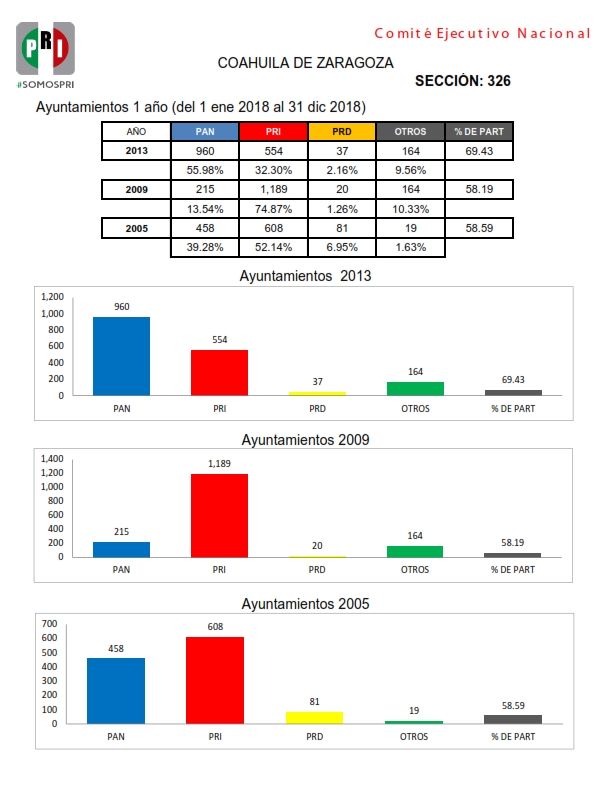 Comité Ejecutivo Nacional
PRI
#SOMOSPRI
COAHUILA DE ZARAGOZA
SECCIÓN: 326
Ayuntamientos 1 año (del 1 ene 2018 al 31 dic 2018)
AÑO PAN PRI PRD OTROS % DE PART
2013 960 554 37 164 69.43
55.98% 32.30% 2.16% 9.56%
2009 215 1,189 20 164 58.19
13.54% 74.87% 1.26% 10.33%
2005 458 608 81 19 58.59
39.28% 52.14% 6.95% 1.63%
Ayuntamientos 2013
1,200
1,000
800
600
400
200
0
960
554
37
164
69.43
PAN PRI PRD OTROS % DE PART
Ayuntamientos 2009
1,400
1,200
1,000
800
600
400
200
0
215
1,189
20
164
58.19
PAN PRI PRD OTROS % DE PART
Ayuntamientos 2005
700
600
500
400
300
200
100
0
458
608
81
19
58.59
PAN PRI PRD OTROS % DE PART